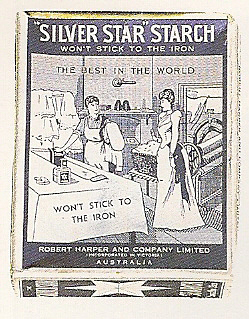 "SILVER STAR" STARCH
WON'T STICK TO THE IRON
THE BEST IN THE WORLD
WON'T STICK TO
THE IRON
ROBERT HARPER AND COMPANY LIMITED
(INCORPORATED IN VICTORIA)
AUSTRALIA